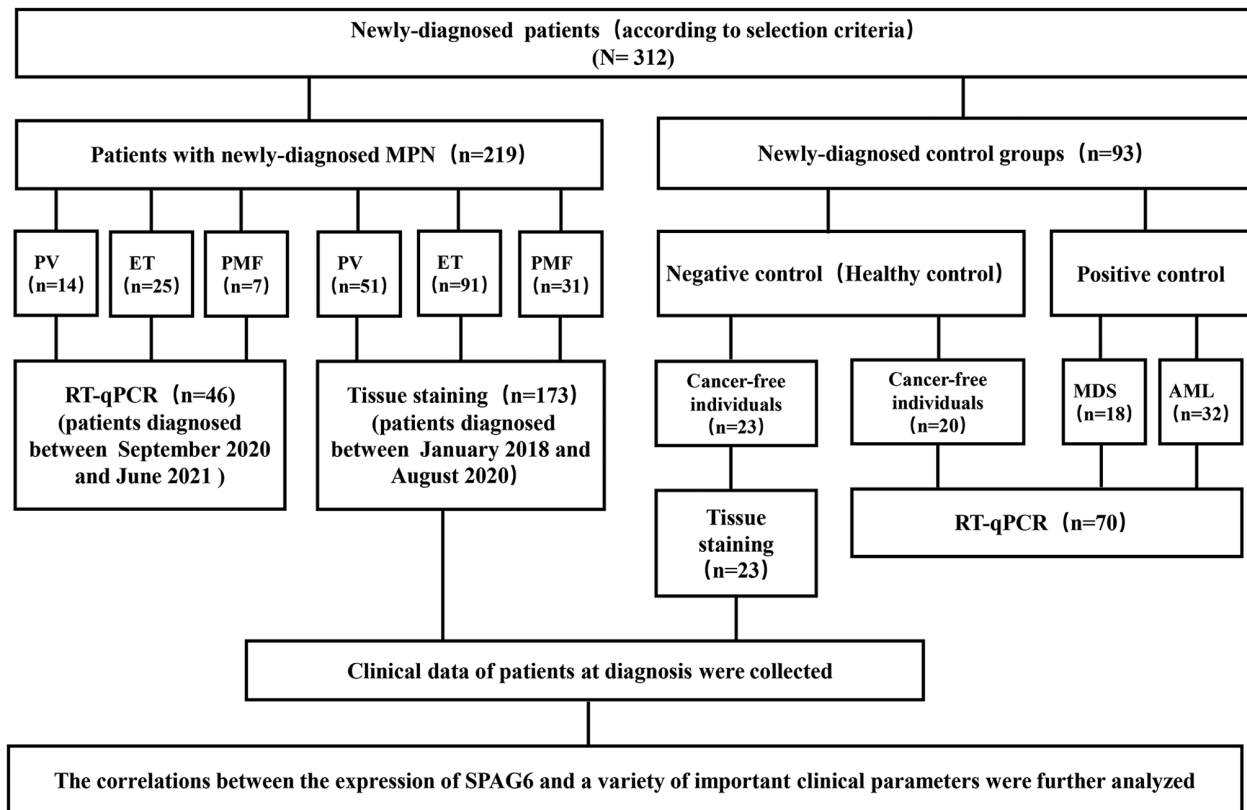 Newly-diagnosed patients (according to selection criteria)
(N= 312)
Patients with newly-diagnosed MPN (n=219)
Newly-diagnosed control groups (n=93)
PV
(n=14)
ET
(n=25)
PMF
(n=7)
PV
(n=51)
ET
(n=91)
PMF
(n=31)
Negative control (Healthy control)
Positive control
RT-qPCR (n=46)
(patients diagnosed
between September 2020
and June 2021 )
Tissue staining (n=173)
(patients diagnosed
between January 2018 and
August 2020)
Cancer-free
individuals
(n=23)
Cancer-free
individuals
(n=20)
MDS
(n=18)
AML
(n=32)
Tissue
staining
(n=23)
RT-qPCR (n=70)
Clinical data of patients at diagnosis were collected
The correlations between the expression of SPAG6 and a variety of important clinical parameters were further analyzed